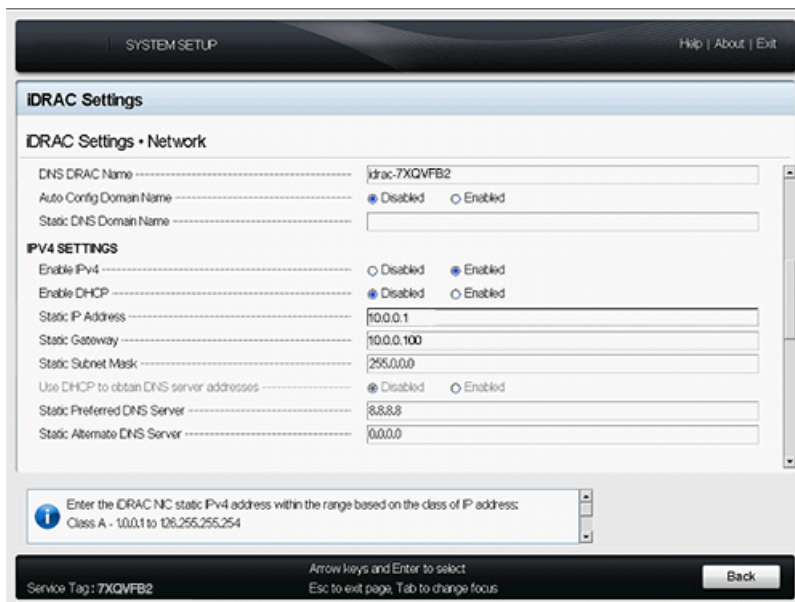 SYSTEM SETUP
Help | About | Exit
iDRAC Settings
iDRAC Settings • Network
DNS DRAC Name idrac-7XQVFB2
Auto Config Domain Name Disabled Enabled
Static DNS Domain Name
IPV4 SETTINGS
Enable IPv4 Disabled Enabled
Enable DHCP Disabled Enabled
Static IP Address 10.0.0.1
Static Gateway 10.0.0.100
Static Subnet Mask 255.0.0.0
Use DHCP to obtain DNS server addresses Disabled Enabled
Static Preferred DNS Server 8.8.8.8
Static Alternate DNS Server 0.0.0.0
Enter the iDRAC NIC static IPv4 address within the range based on the class of IP address:
Class A - 1.0.0.1 to 126.255.255.254
Arrow keys and Enter to select
Service Tag : 7XQVFB2
Esc to exit page, Tab to change focus
Back